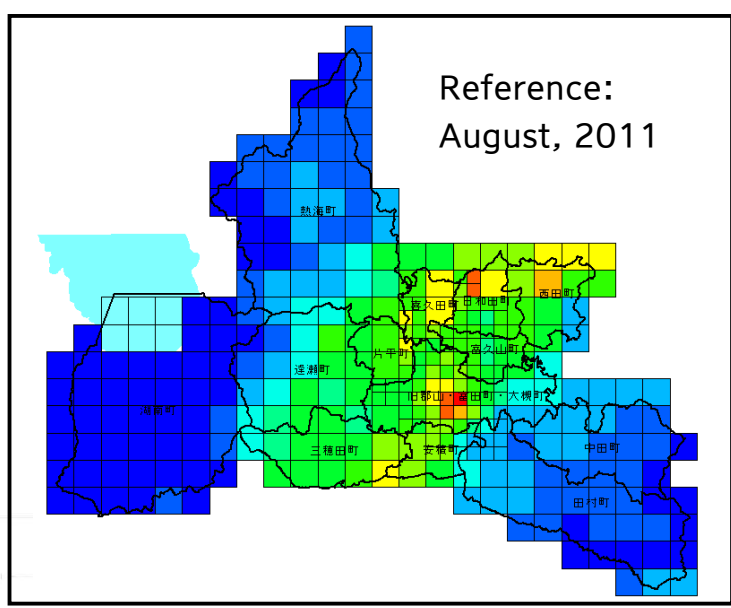 Reference:
August, 2011
熱海町
喜久田町
日和田町
西田町
片平町
富久山町
逢瀬町
湖南町
旧郡山・富田町・大槻町
三穂田町
安積町
中田町
田村町